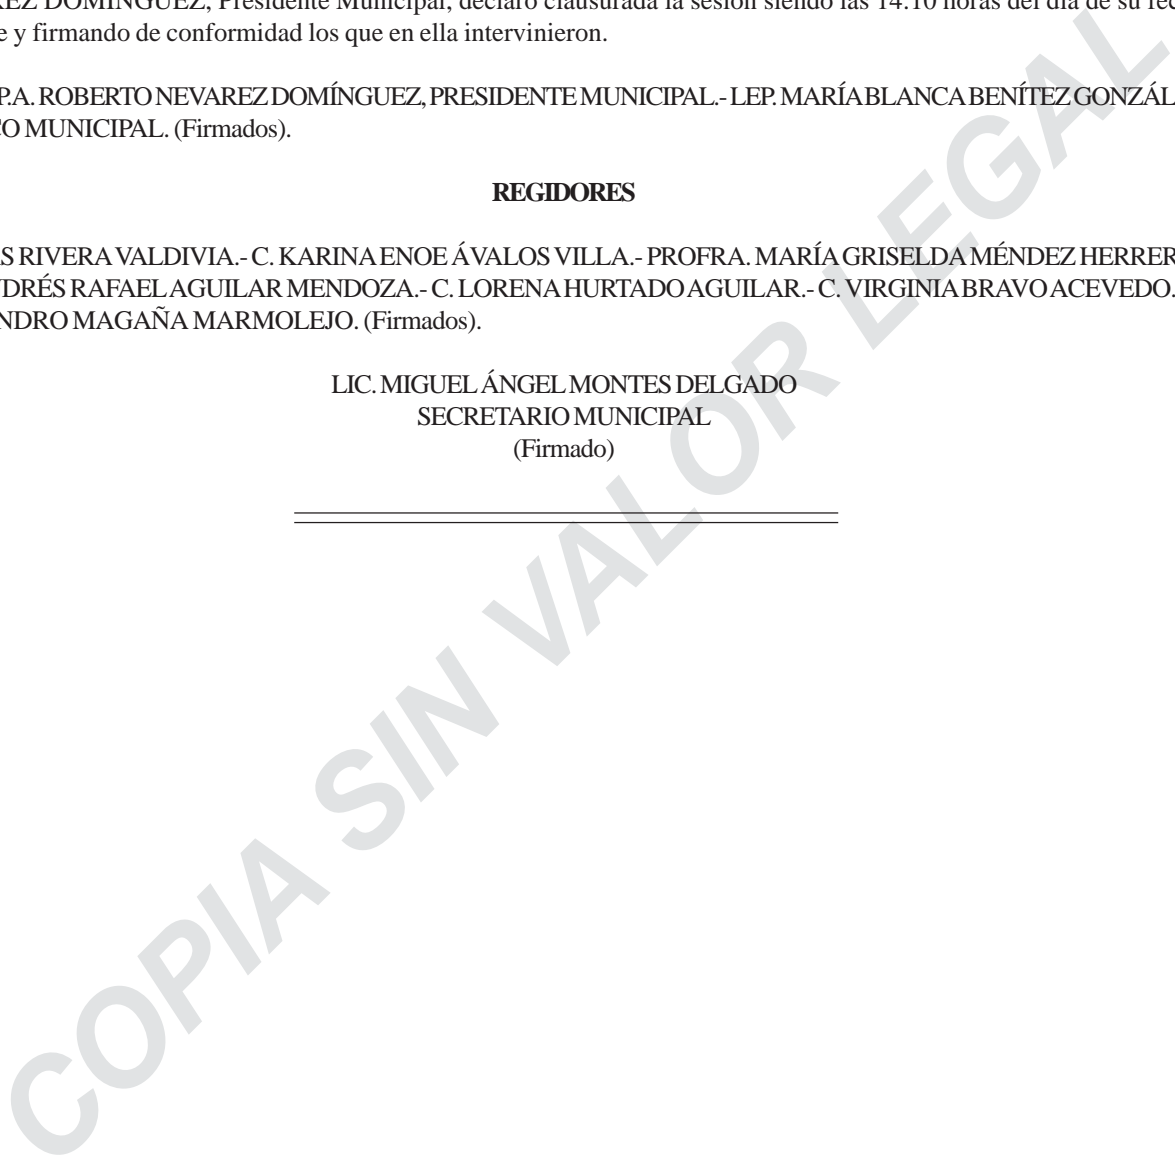 REZ DOMÍNGUEZ, Presidente Municipal, declaró clausurada la sesión siendo las 14:10 horas del día de su fec
e y firmando de conformidad los que en ella intervinieron.
P.A. ROBERTO NEVAREZ DOMÍNGUEZ, PRESIDENTE MUNICIPAL.- LEP. MARÍA BLANCA BENÍTEZ GONZÁL
CO MUNICIPAL. (Firmados).
REGIDORES
S RIVERA VALDIVIA.- C. KARINA ENOE ÁVALOS VILLA.- PROFRA. MARÍA GRISELDA MÉNDEZ HERRER
DRÉS RAFAEL AGUILAR MENDOZA.- C. LORENA HURTADO AGUILAR.- C. VIRGINIA BRAVO ACEVEDO.
NDRO MAGAÑA MARMOLEJO. (Firmados).
LIC. MIGUEL ÁNGEL MONTES DELGADO
SECRETARIO MUNICIPAL
(Firmado)
COPIA SIN VALOR LEGAL